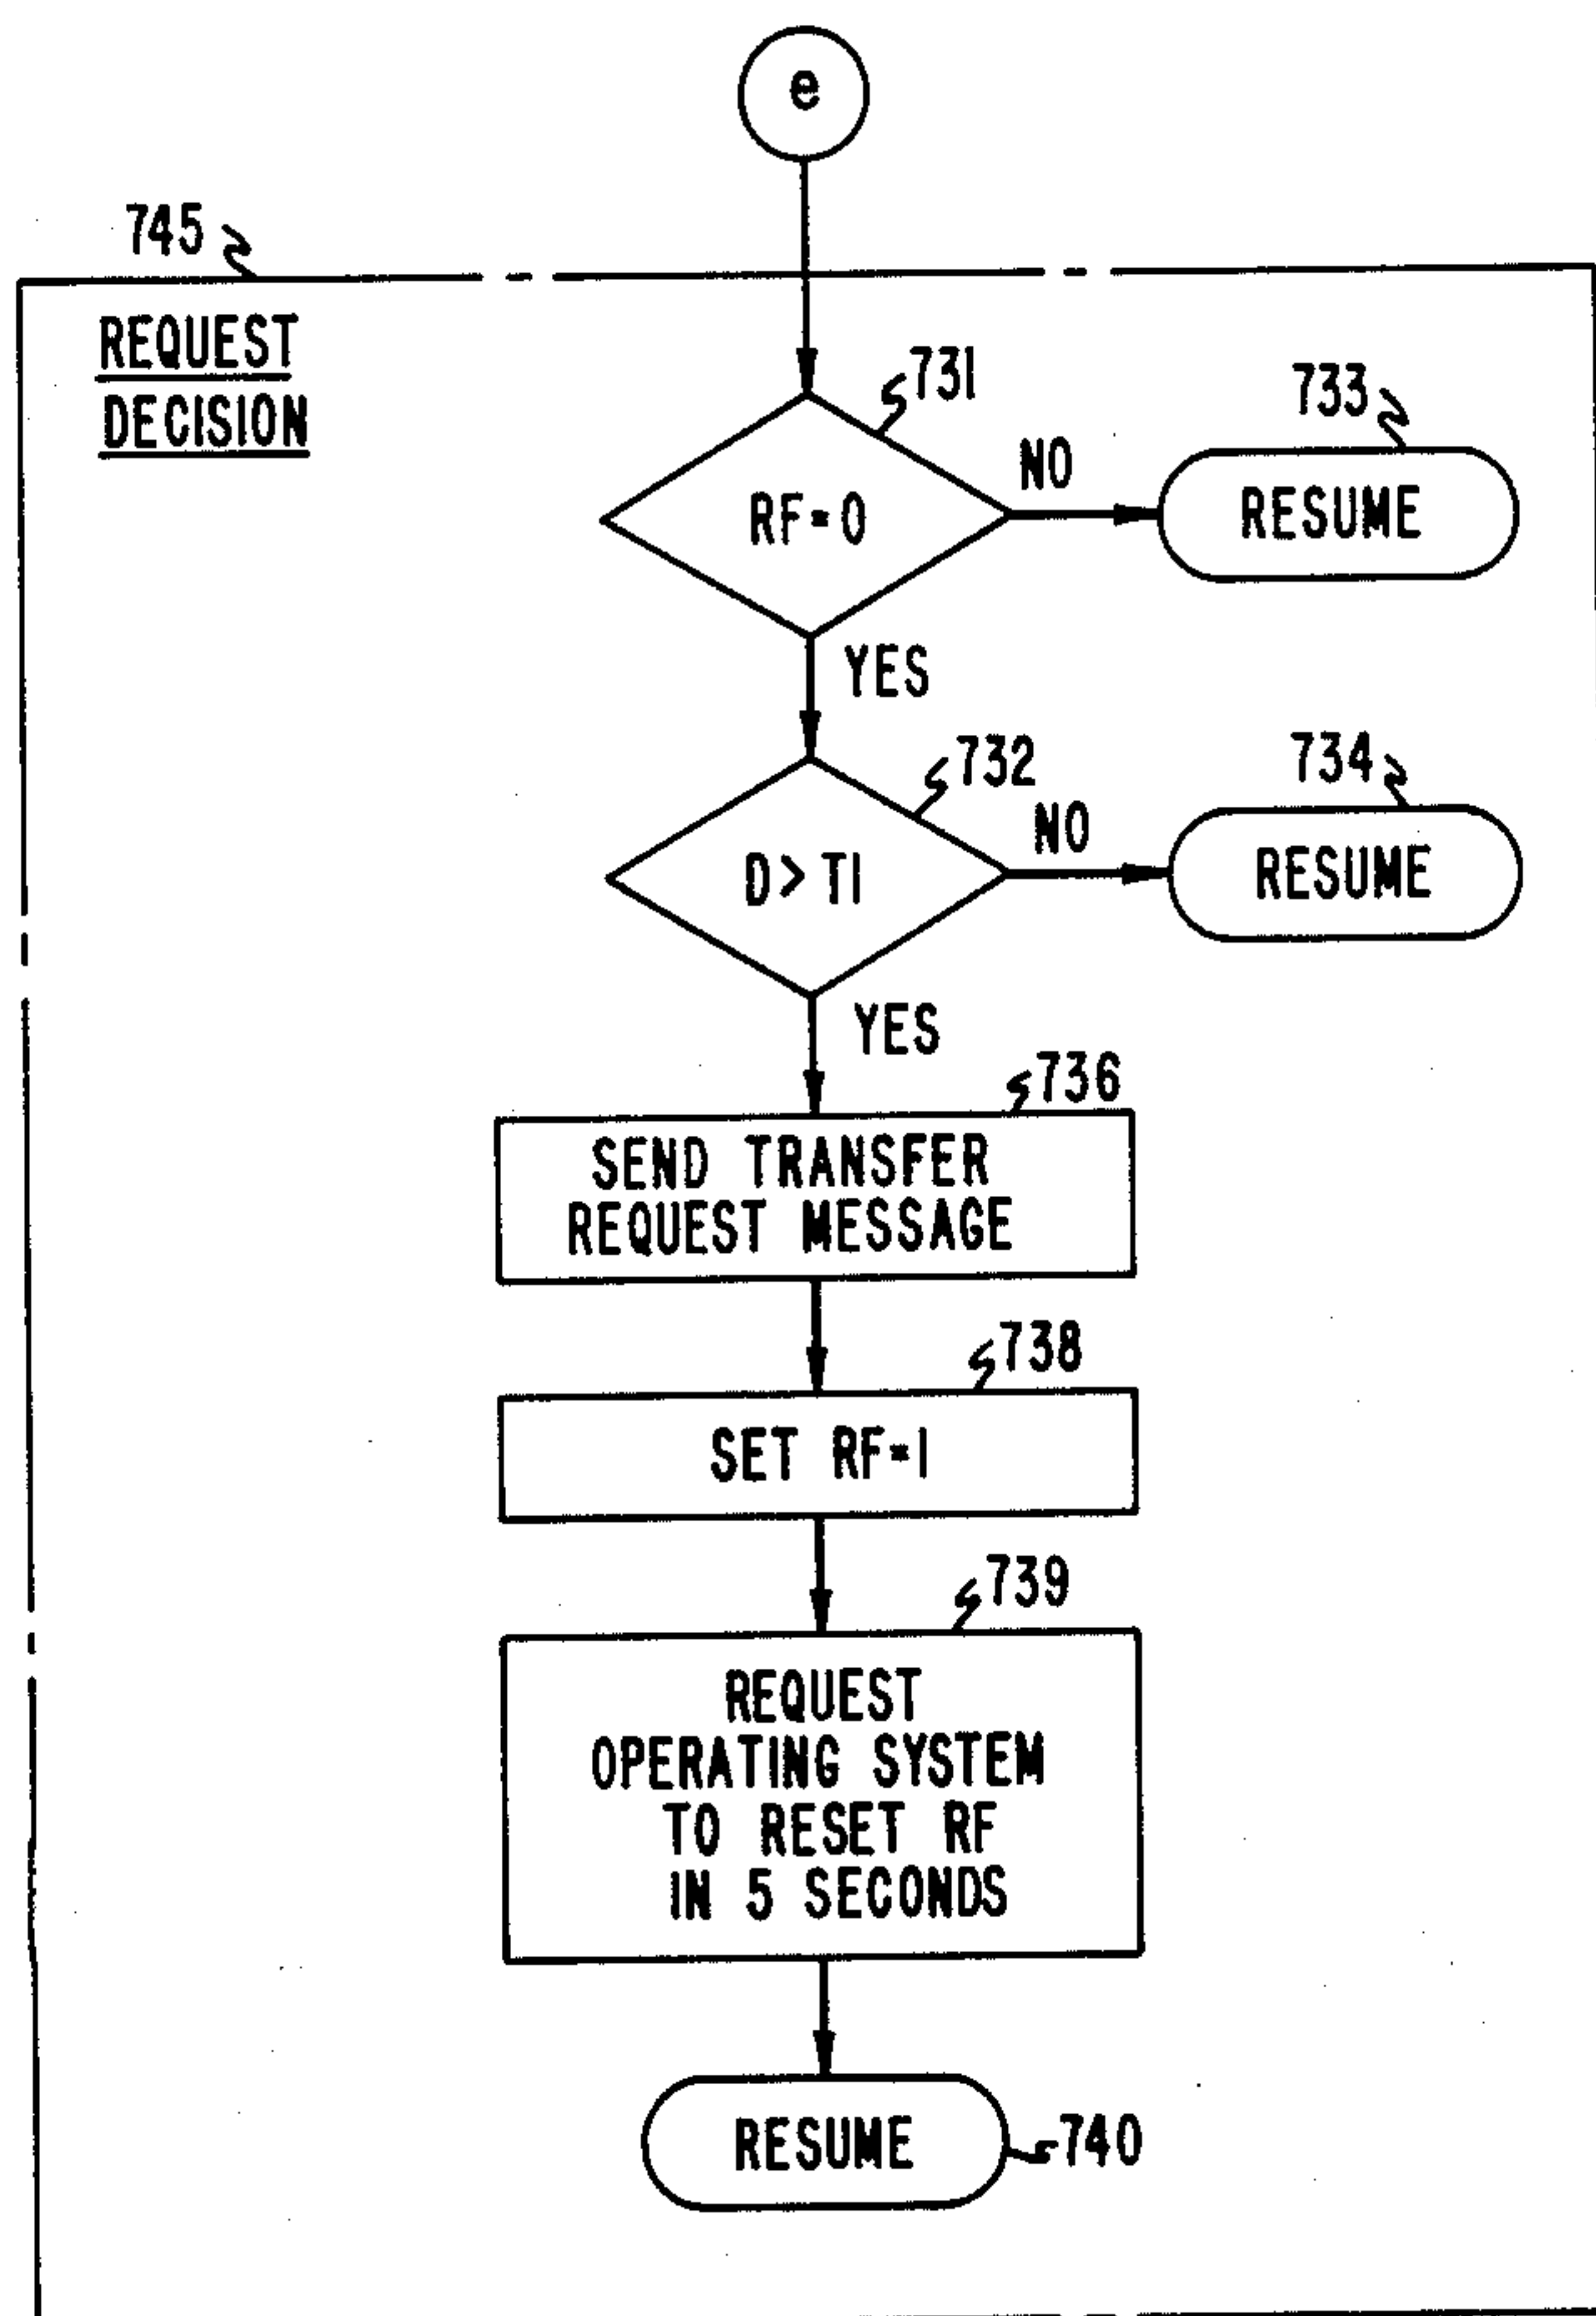 e
745
REQUEST
DECISION
731
RF=0
NO
733
RESUME
YES
732
D>T1
NO
734
RESUME
YES
736
SEND TRANSFER
REQUEST MESSAGE
738
SET RF=1
739
REQUEST
OPERATING SYSTEM
TO RESET RF
IN 5 SECONDS
RESUME
740